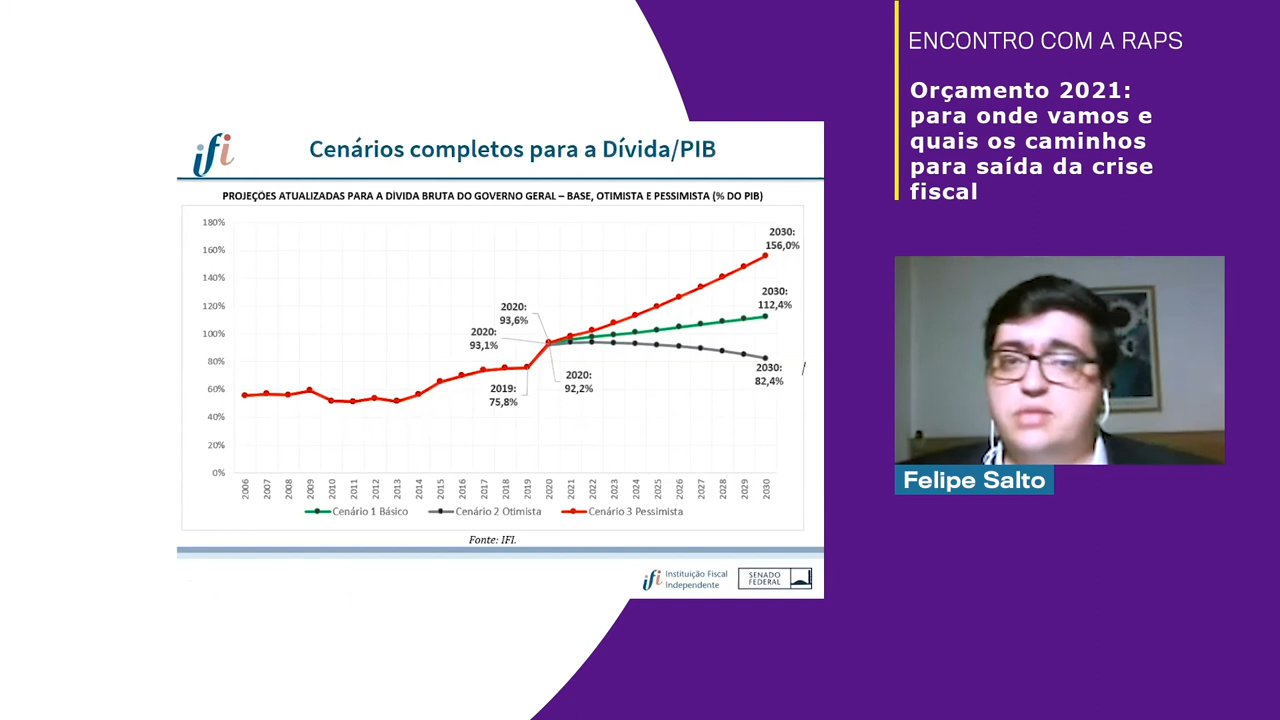 ENCONTRO COM A RAPS
Orçamento 2021:
para onde vamos e
quais os caminhos
para saída da crise
fiscal
ifi
Cenários completos para a Dívida/PIB
PROJEÇÕES ATUALIZADAS PARA A DÍVIDA BRUTA DO GOVERNO GERAL – BASE, OTIMISTA E PESSIMISTA (% DO PIB)
180%
160%
140%
120%
100%
80%
60%
40%
20%
0%
2030:
156,0%
2030:
112,4%
2020:
93,6%
2020:
93,1%
2020:
92,2%
2019:
75,8%
2030:
82,4%
2006
2007
2008
2009
2010
2011
2012
2013
2014
2015
2016
2017
2018
2019
2020
2021
2022
2023
2024
2025
2026
2027
2028
2029
2030
Cenário 1 Básico
Cenário 2 Otimista
Cenário 3 Pessimista
Fonte: IFI.
ifi
Instituição Fiscal
Independente
SENADO
FEDERAL
Felipe Salto